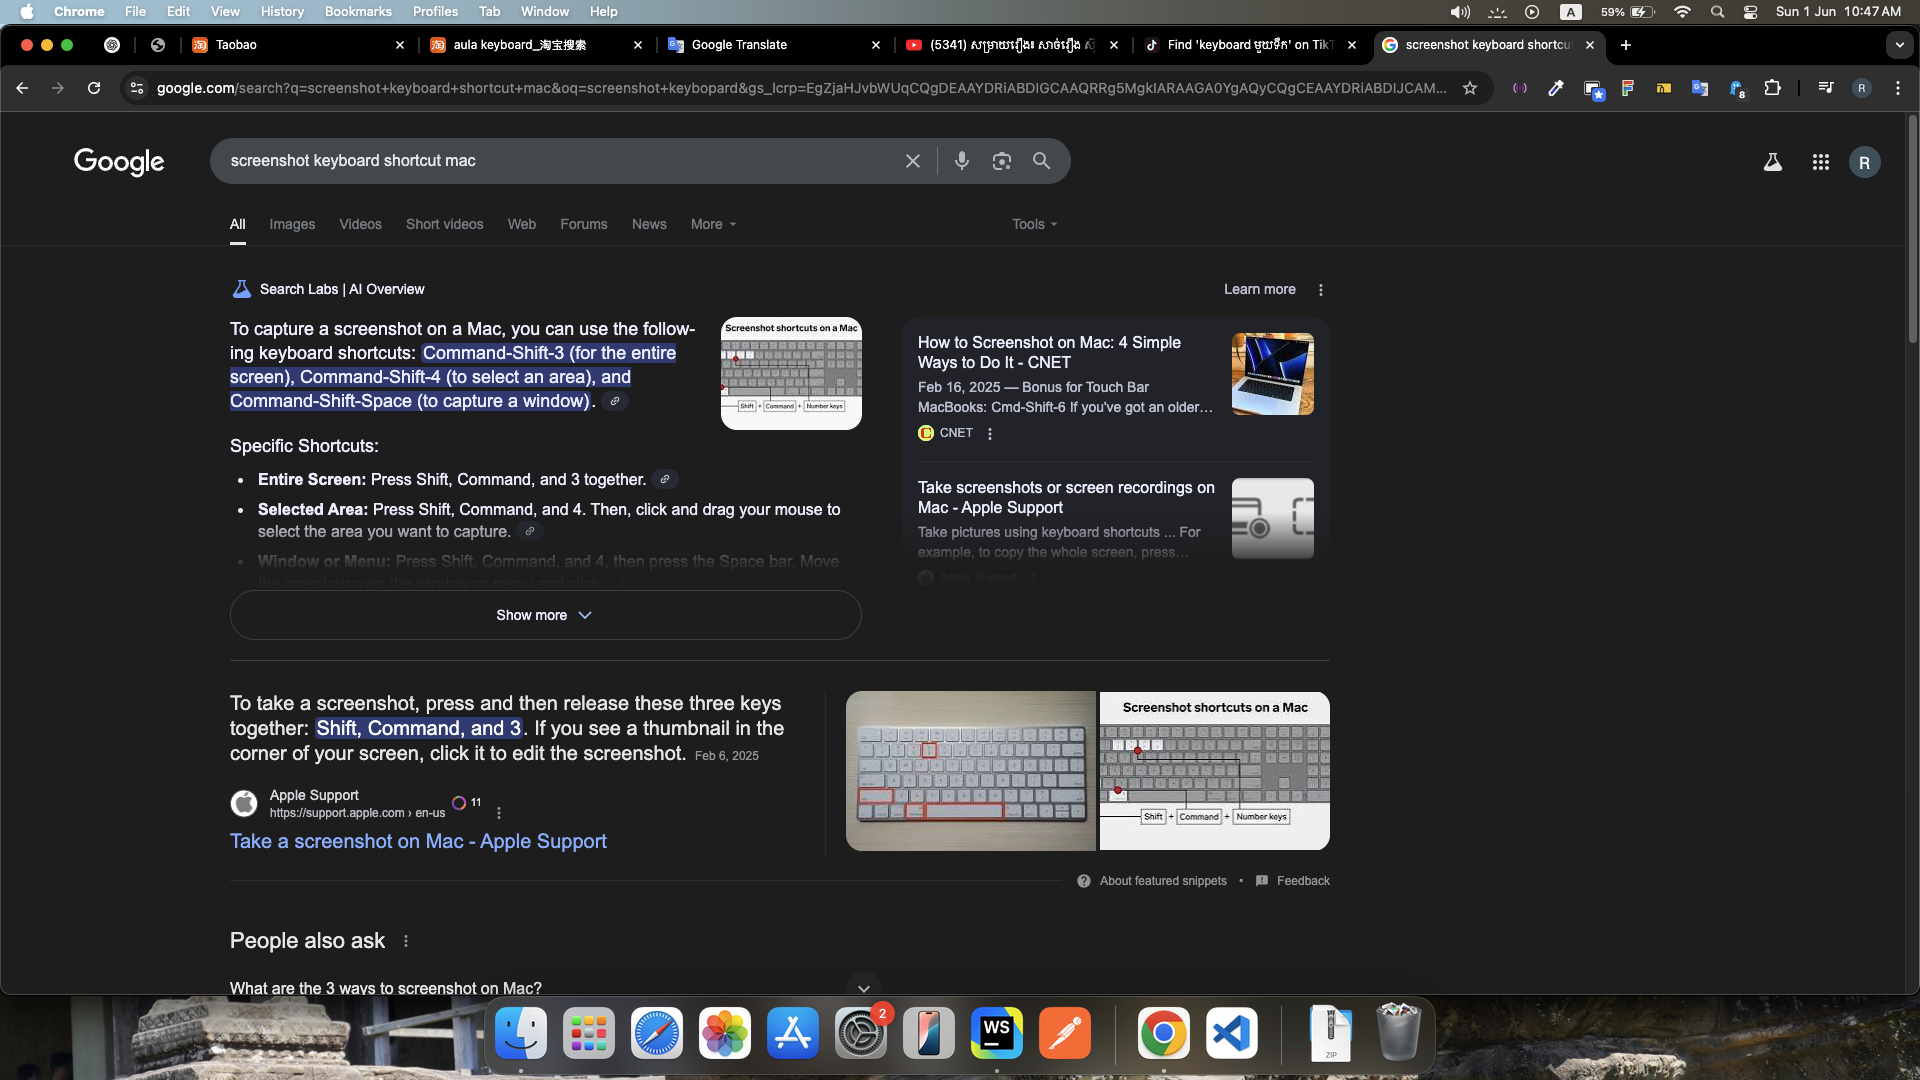 Chrome File Edit View History Bookmarks Profiles Tab Window Help
A 59% Sun 1 Jun 10:47 AM
Taobao
aula keyboard_淘宝搜索
Google Translate
(5341) សម្រាយរឿង៖ សាច់រឿង
Find 'keyboard មួយទឹក' on TikT
screenshot keyboard shortcu
google.com/search?q=screenshot+keyboard+shortcut+mac&oq=screenshot+keybopard&gs_lcrp=EgZjaHJvbWUqCQgDEAAYDRiABDIGCAAQRRg5MgkIARAAGA0YgAQyCQgCEAAYDRiABDIJCAM...
8
R
Google
screenshot keyboard shortcut mac
R
All Images Videos Short videos Web Forums News More Tools
Search Labs | AI Overview
Learn more
To capture a screenshot on a Mac, you can use the follow-
ing keyboard shortcuts: Command-Shift-3 (for the entire
screen), Command-Shift-4 (to select an area), and
Command-Shift-Space (to capture a window).
Screenshot shortcuts on a Mac
Shift + Command + Number keys
Specific Shortcuts:
Entire Screen: Press Shift, Command, and 3 together.
Selected Area: Press Shift, Command, and 4. Then, click and drag your mouse to
select the area you want to capture.
Window or Menu: Press Shift, Command, and 4, then press the Space bar. Move
the crosshair over the window or menu and click.
Show more
How to Screenshot on Mac: 4 Simple
Ways to Do It - CNET
Feb 16, 2025 — Bonus for Touch Bar
MacBooks: Cmd-Shift-6 If you've got an older...
CNET
Take screenshots or screen recordings on
Mac - Apple Support
Take pictures using keyboard shortcuts ... For
example, to copy the whole screen, press...
Apple Support
To take a screenshot, press and then release these three keys
together: Shift, Command, and 3. If you see a thumbnail in the
corner of your screen, click it to edit the screenshot. Feb 6, 2025
Apple Support
https://support.apple.com › en-us
11
Take a screenshot on Mac - Apple Support
Screenshot shortcuts on a Mac
Shift + Command + Number keys
About featured snippets • Feedback
People also ask
What are the 3 ways to screenshot on Mac?
2
WS
ZIP